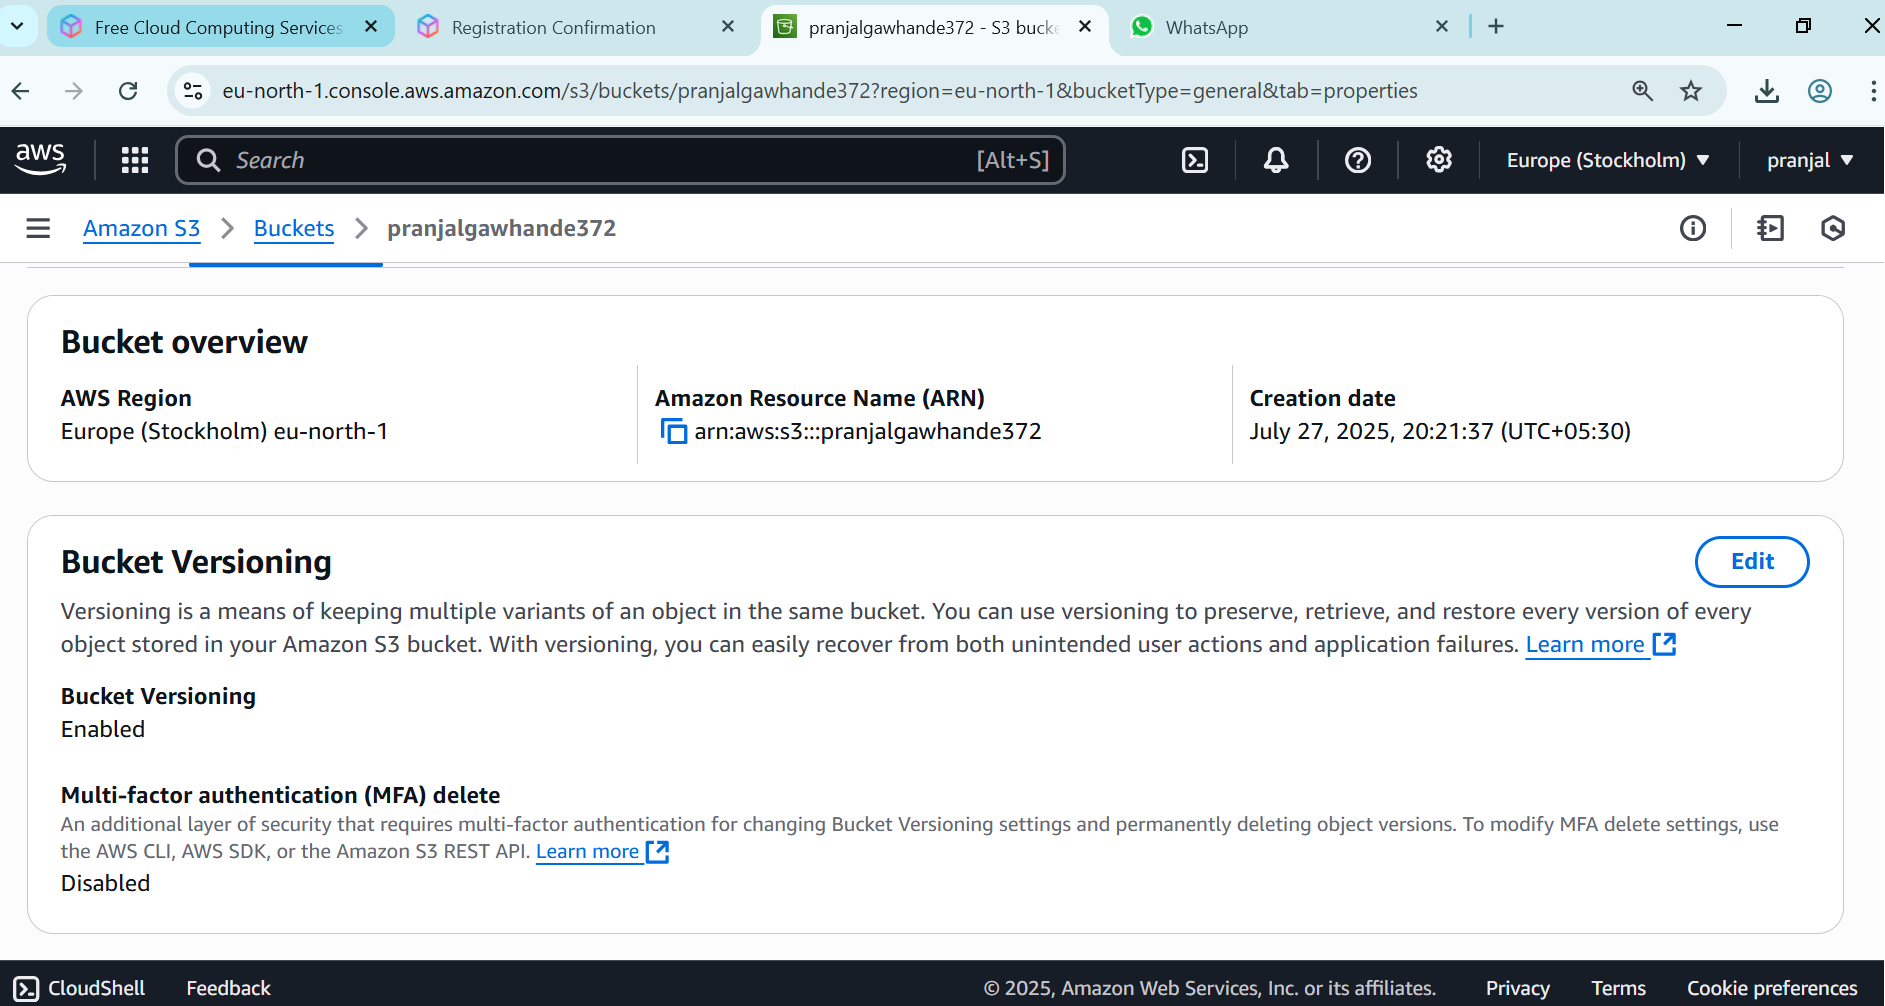 Free Cloud Computing Services
Registration Confirmation
pranjalgawhande372 - S3 bucke
WhatsApp
eu-north-1.console.aws.amazon.com/s3/buckets/pranjalgawhande372?region=eu-north-1&bucketType=general&tab=properties
aws
Search
[Alt+S]
Europe (Stockholm)
pranjal
Amazon S3
Buckets
pranjalgawhande372
Bucket overview
AWS Region
Europe (Stockholm) eu-north-1
Amazon Resource Name (ARN)
arn:aws:s3:::pranjalgawhande372
Creation date
July 27, 2025, 20:21:37 (UTC+05:30)
Bucket Versioning
Edit
Versioning is a means of keeping multiple variants of an object in the same bucket. You can use versioning to preserve, retrieve, and restore every version of every
object stored in your Amazon S3 bucket. With versioning, you can easily recover from both unintended user actions and application failures. Learn more
Bucket Versioning
Enabled
Multi-factor authentication (MFA) delete
An additional layer of security that requires multi-factor authentication for changing Bucket Versioning settings and permanently deleting object versions. To modify MFA delete settings, use
the AWS CLI, AWS SDK, or the Amazon S3 REST API. Learn more
Disabled
CloudShell
Feedback
© 2025, Amazon Web Services, Inc. or its affiliates.
Privacy
Terms
Cookie preferences